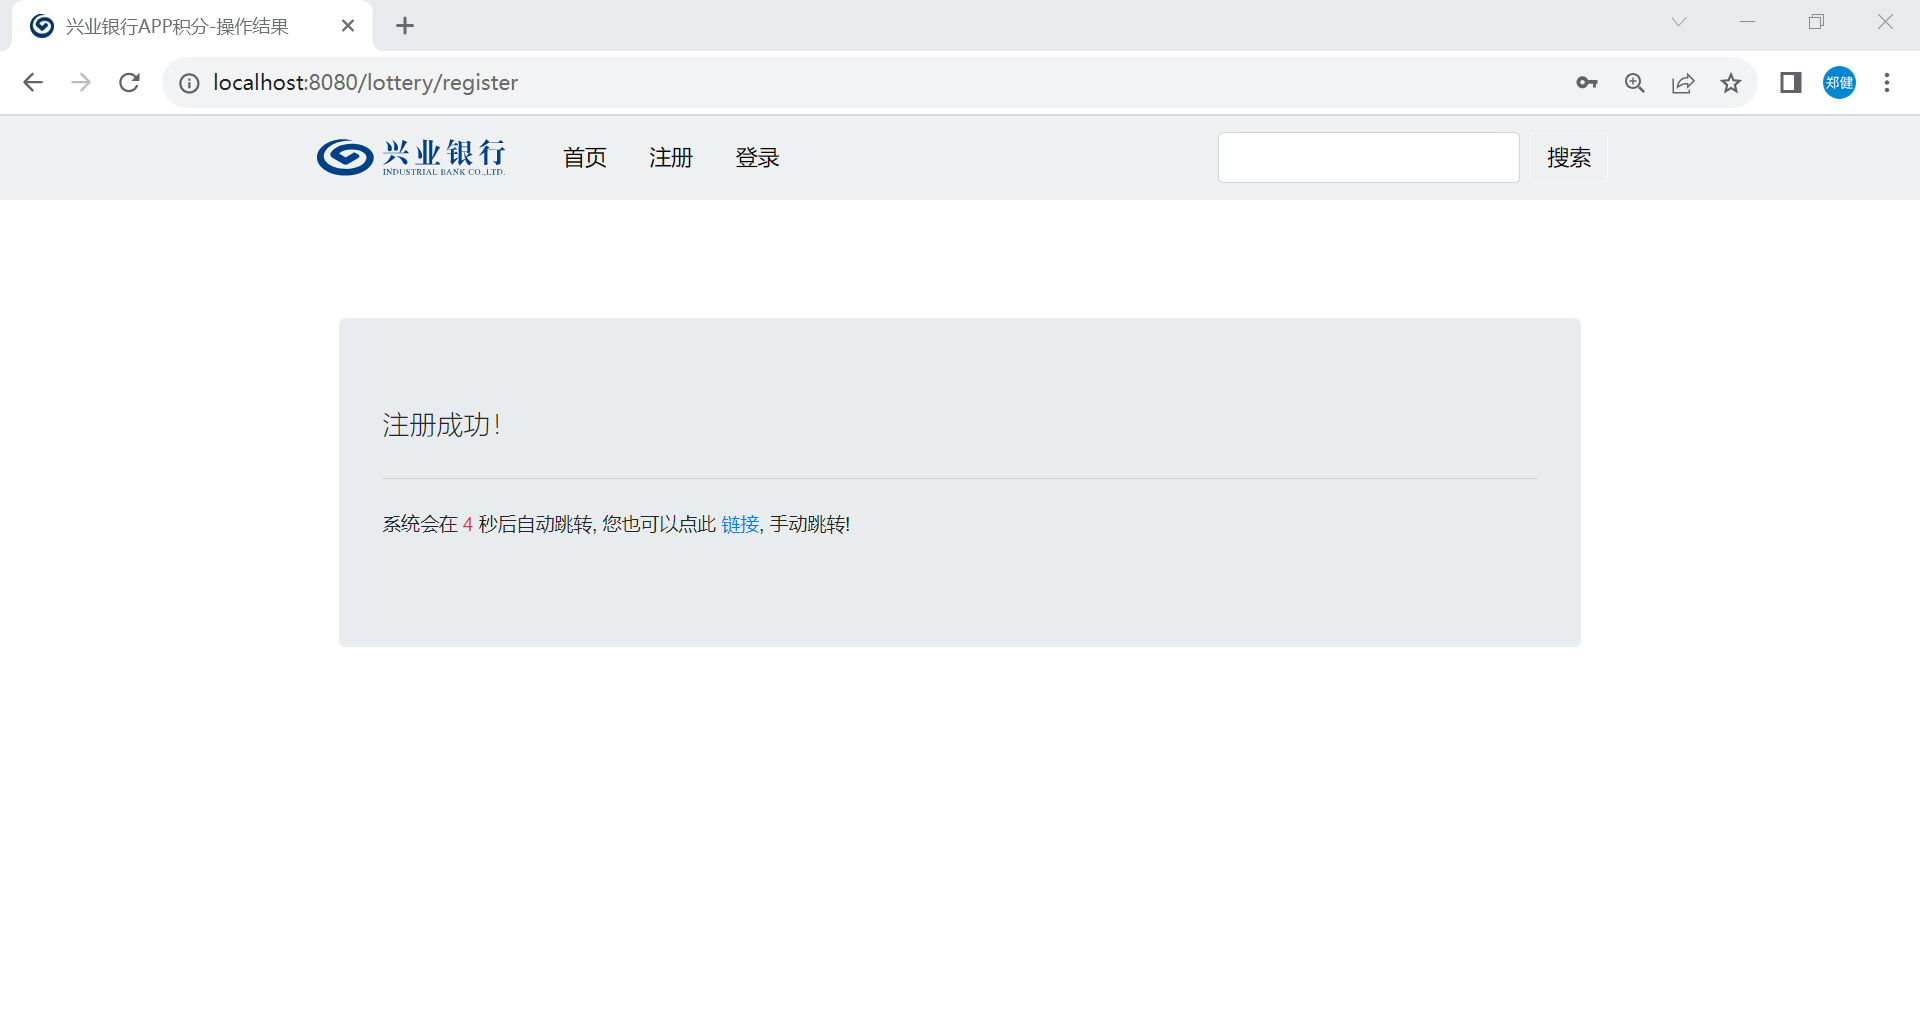 兴业银行APP积分-操作结果
localhost:8080/lottery/register
郑健
兴业银行
INDUSTRIAL BANK CO.,LTD.
首页 注册 登录
搜索
注册成功！
系统会在 4 秒后自动跳转, 您也可以点此 链接, 手动跳转!